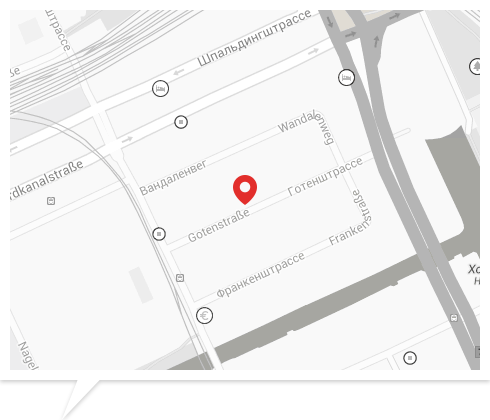 Шпальдингштрассе
Wandalenweg
Вандаленвег
Готенштрассе
Gotenstraße
Frankenstraße
Франкенштрассе
Nagel